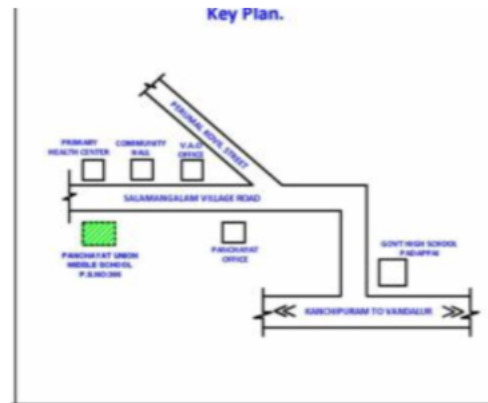 Key Plan.
PERUMAL KOVIL STREET
PRIMARY
HEALTH CENTER
COMMUNITY
HALL
V.A.O
OFFICE
SALAMANGALAM VILLAGE ROAD
PANCHAYAT UNION
MIDDLE SCHOOL
PANCHAYAT
OFFICE
GOVT HIGH SCHOOL
PADAPPAI
KANCHIPURAM TO VANDALUR